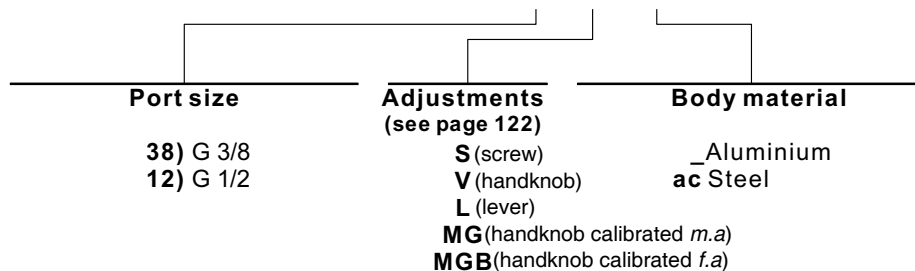 Port size
Adjustments
(see page 122)
Body material
38) G 3/8
12) G 1/2
S (screw)
V (handknob)
L (lever)
MG (handknob calibrated m.a)
MGB (handknob calibrated f.a)
_Aluminium
ac Steel